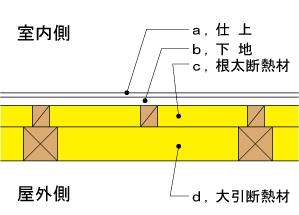 室内側
a，仕 上
b，下 地
c，根太断熱材
屋外側
d，大引断熱材